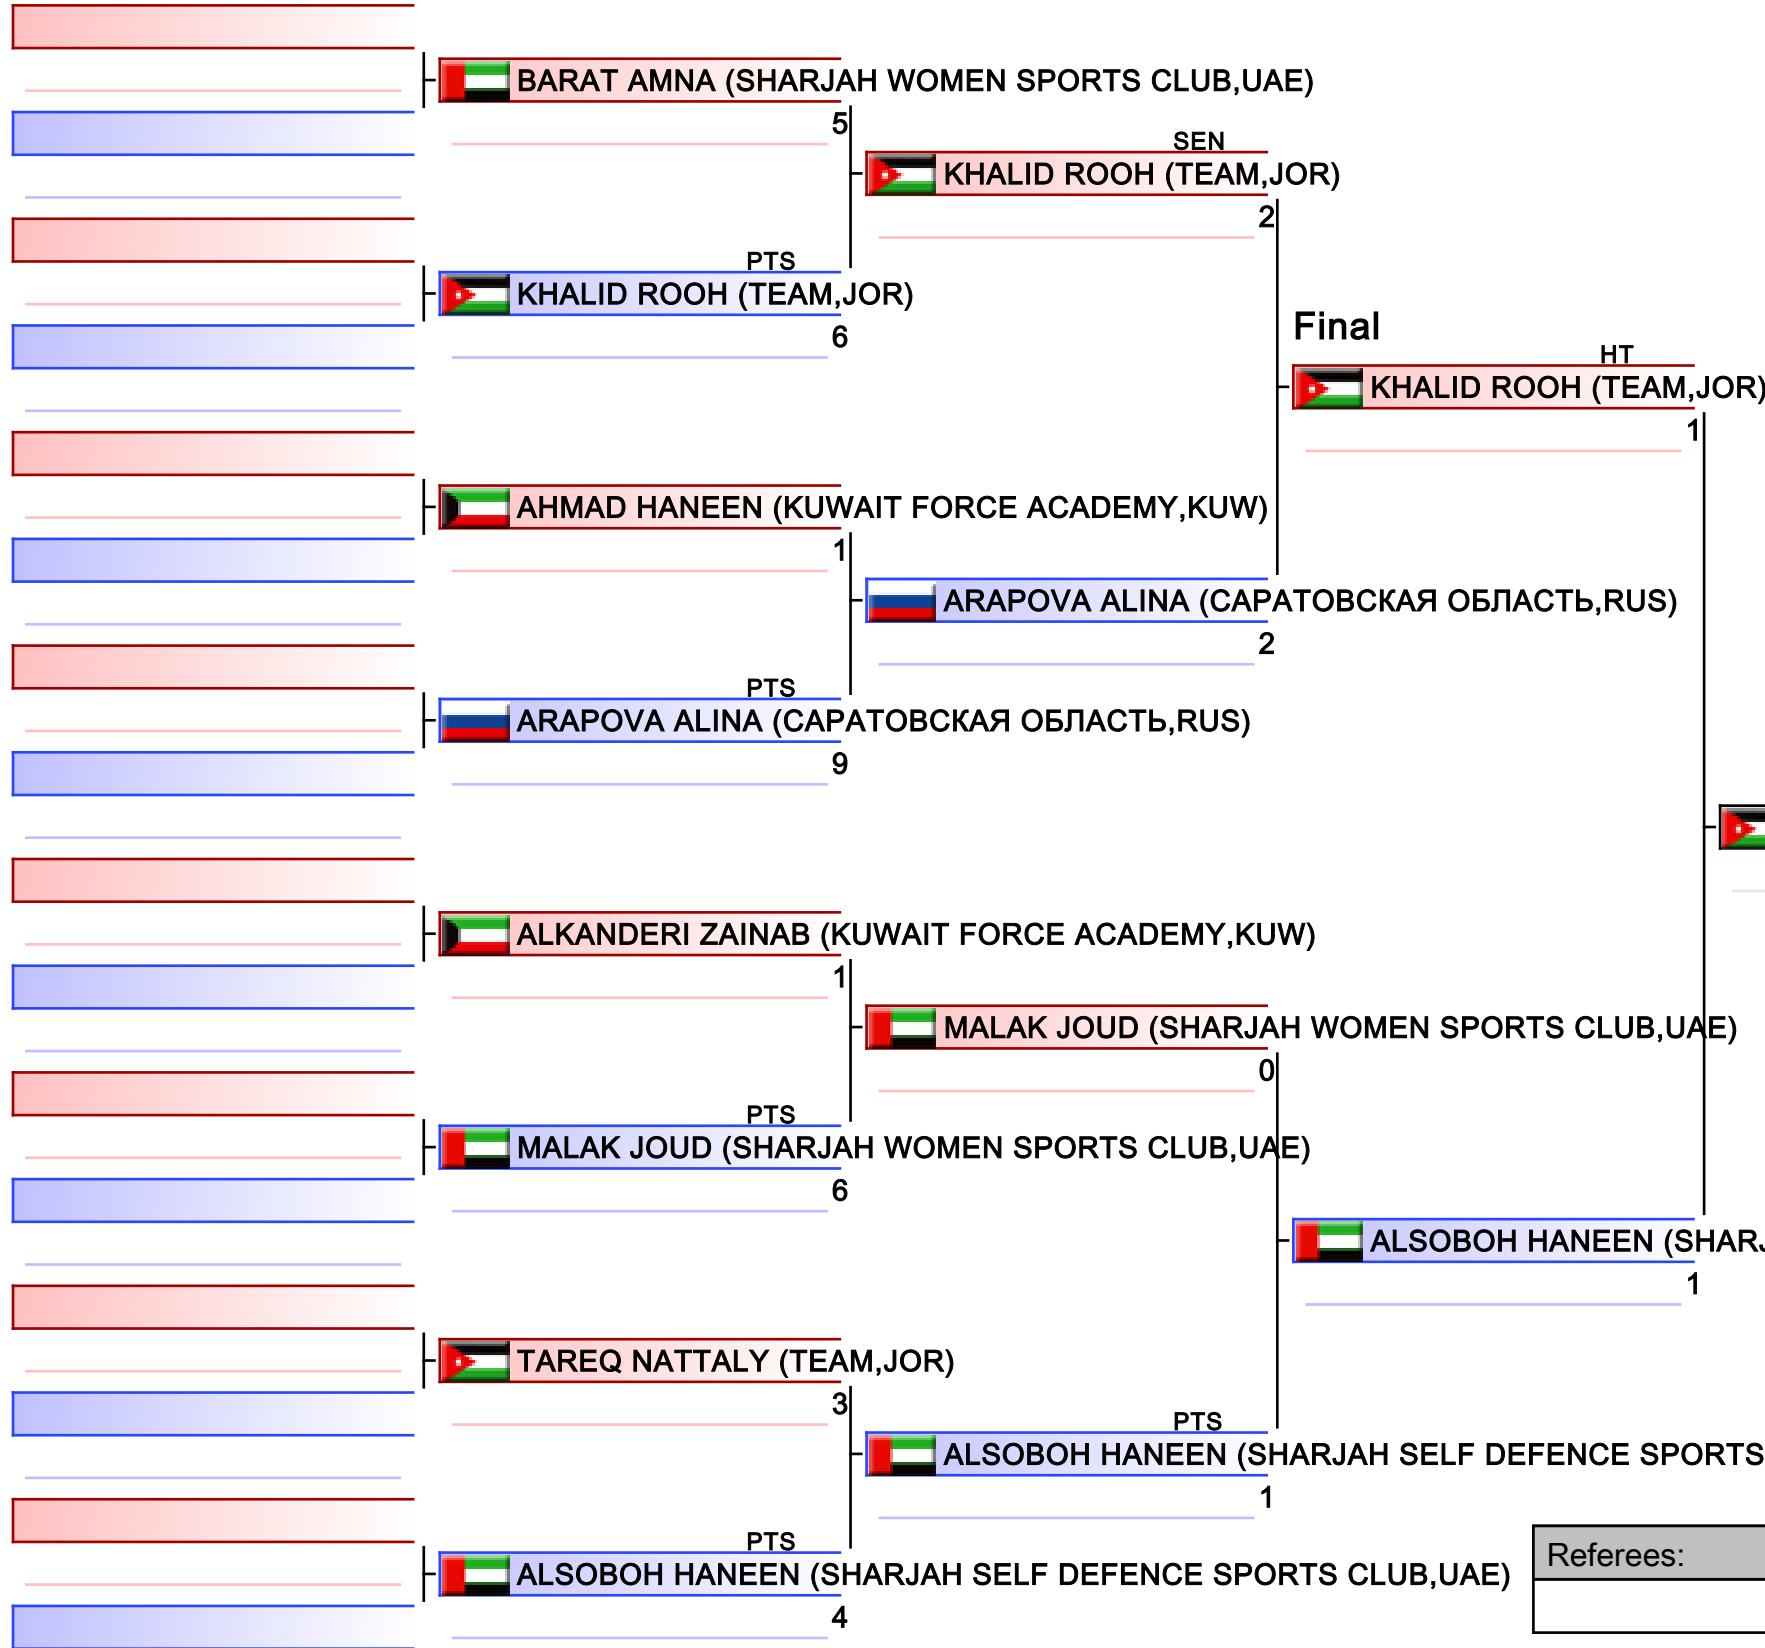 BARAT AMNA (SHARJAH WOMEN SPORTS CLUB,UAE)
5
SEN
KHALID ROOH (TEAM,JOR)
2
PTS
KHALID ROOH (TEAM,JOR)
6
Final
HT
KHALID ROOH (TEAM,JOR)
1
AHMAD HANEEN (KUWAIT FORCE ACADEMY,KUW)
1
ARAPOVA ALINA (САРАТОВСКАЯ ОБЛАСТЬ,RUS)
2
PTS
ARAPOVA ALINA (САРАТОВСКАЯ ОБЛАСТЬ,RUS)
9
ALKANDERI ZAINAB (KUWAIT FORCE ACADEMY,KUW)
1
MALAK JOUD (SHARJAH WOMEN SPORTS CLUB,UAE)
0
PTS
MALAK JOUD (SHARJAH WOMEN SPORTS CLUB,UAE)
6
ALSOBOH HANEEN (SHARJ
1
TAREQ NATTALY (TEAM,JOR)
3
PTS
ALSOBOH HANEEN (SHARJAH SELF DEFENCE SPORTS
1
PTS
ALSOBOH HANEEN (SHARJAH SELF DEFENCE SPORTS CLUB,UAE)
4
Referees: